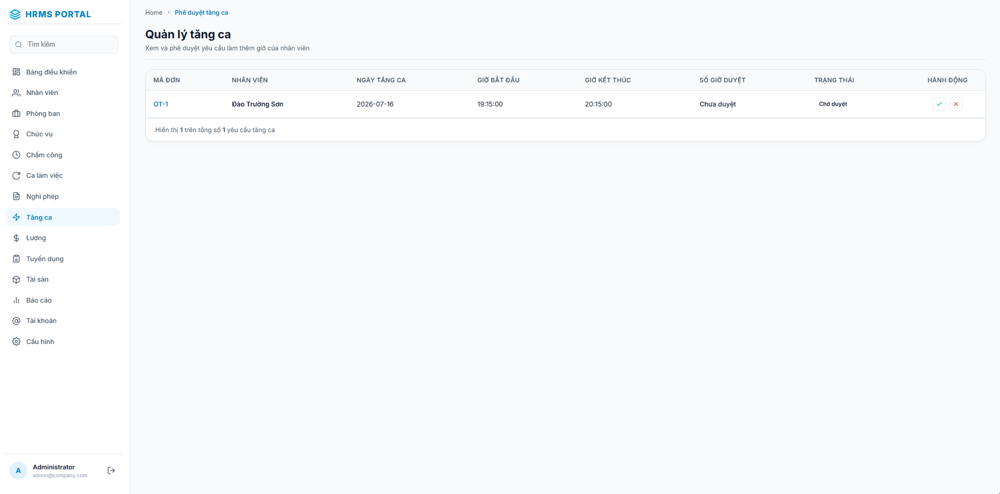 HRMS PORTAL
Tìm kiếm
Bảng điều khiển
Nhân viên
Phòng ban
Chức vụ
Chấm công
Ca làm việc
Nghỉ phép
Tăng ca
Lương
Tuyển dụng
Tài sản
Báo cáo
Tài khoản
Cấu hình
A
Administrator
admin@company.com
Home > Phê duyệt tăng ca
Quản lý tăng ca
Xem và phê duyệt yêu cầu làm thêm giờ của nhân viên
MÃ ĐƠN NHÂN VIÊN NGÀY TĂNG CA GIỜ BẮT ĐẦU GIỜ KẾT THÚC SỐ GIỜ DUYỆT TRẠNG THÁI HÀNH ĐỘNG
OT-1 Đào Trường Sơn 2026-07-16 19:15:00 20:15:00 Chưa duyệt Chờ duyệt
Hiển thị 1 trên tổng số 1 yêu cầu tăng ca